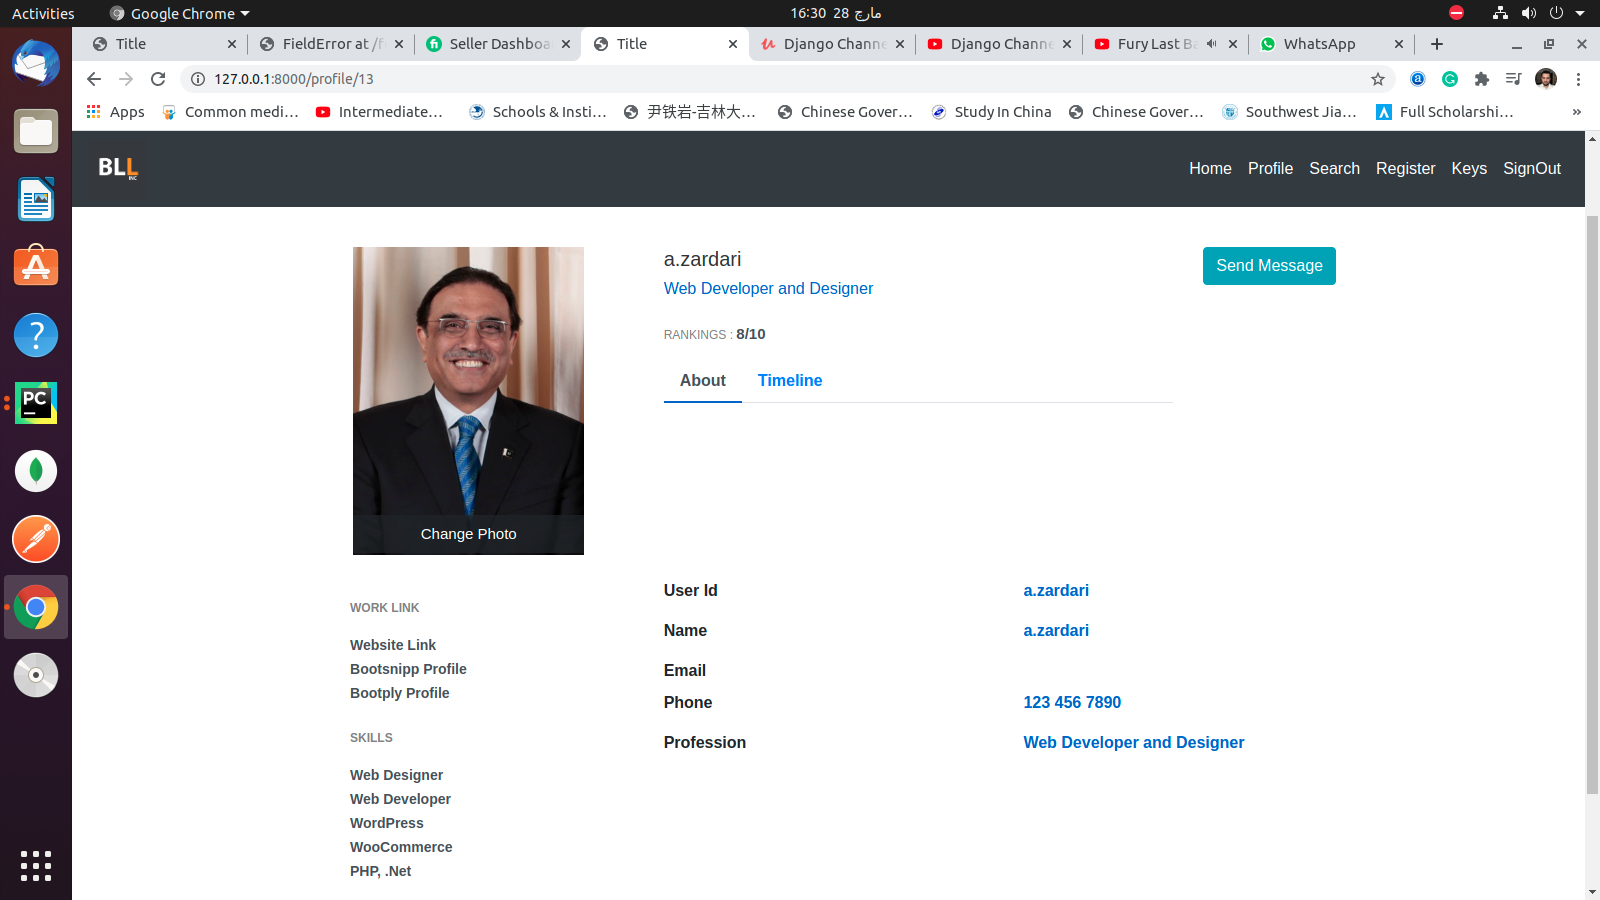 Activities
Google Chrome
16:30 28 مارچ
Title
FieldError at /f
Seller Dashboa
Title
Django Channe
Django Channe
Fury Last Ba
WhatsApp
127.0.0.1:8000/profile/13
Apps
Common medi…
Intermediate…
Schools & Insti…
尹铁岩-吉林大…
Chinese Gover…
Study In China
Chinese Gover…
Southwest Jia…
Full Scholarshi…
»
BLL
INC
Home
Profile
Search
Register
Keys
SignOut
a.zardari
Send Message
Web Developer and Designer
RANKINGS : 8/10
About
Timeline
Change Photo
User Id a.zardari
Name a.zardari
Email
Phone 123 456 7890
Profession Web Developer and Designer
WORK LINK
Website Link
Bootsnipp Profile
Bootply Profile
SKILLS
Web Designer
Web Developer
WordPress
WooCommerce
PHP, .Net
PC